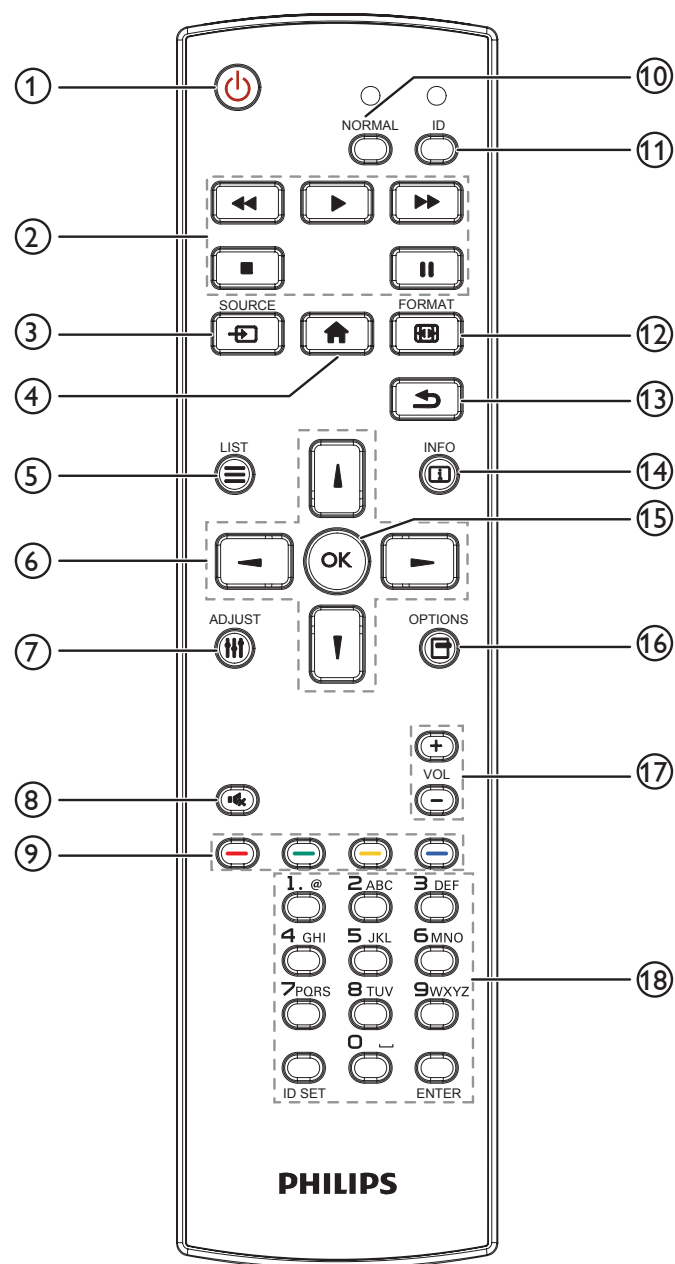 1
10
NORMAL ID
11
2
SOURCE FORMAT
3
12
4
13
LIST INFO
5
14
15
6
OK
ADJUST OPTIONS
7
16
+
VOL
17
8
−
9
1. @ 2 ABC 3 DEF
4 GHI 5 JKL 6 MNO
18
7 PQRS 8 TUV 9 WXYZ
0 ⎵
ID SET ENTER
PHILIPS